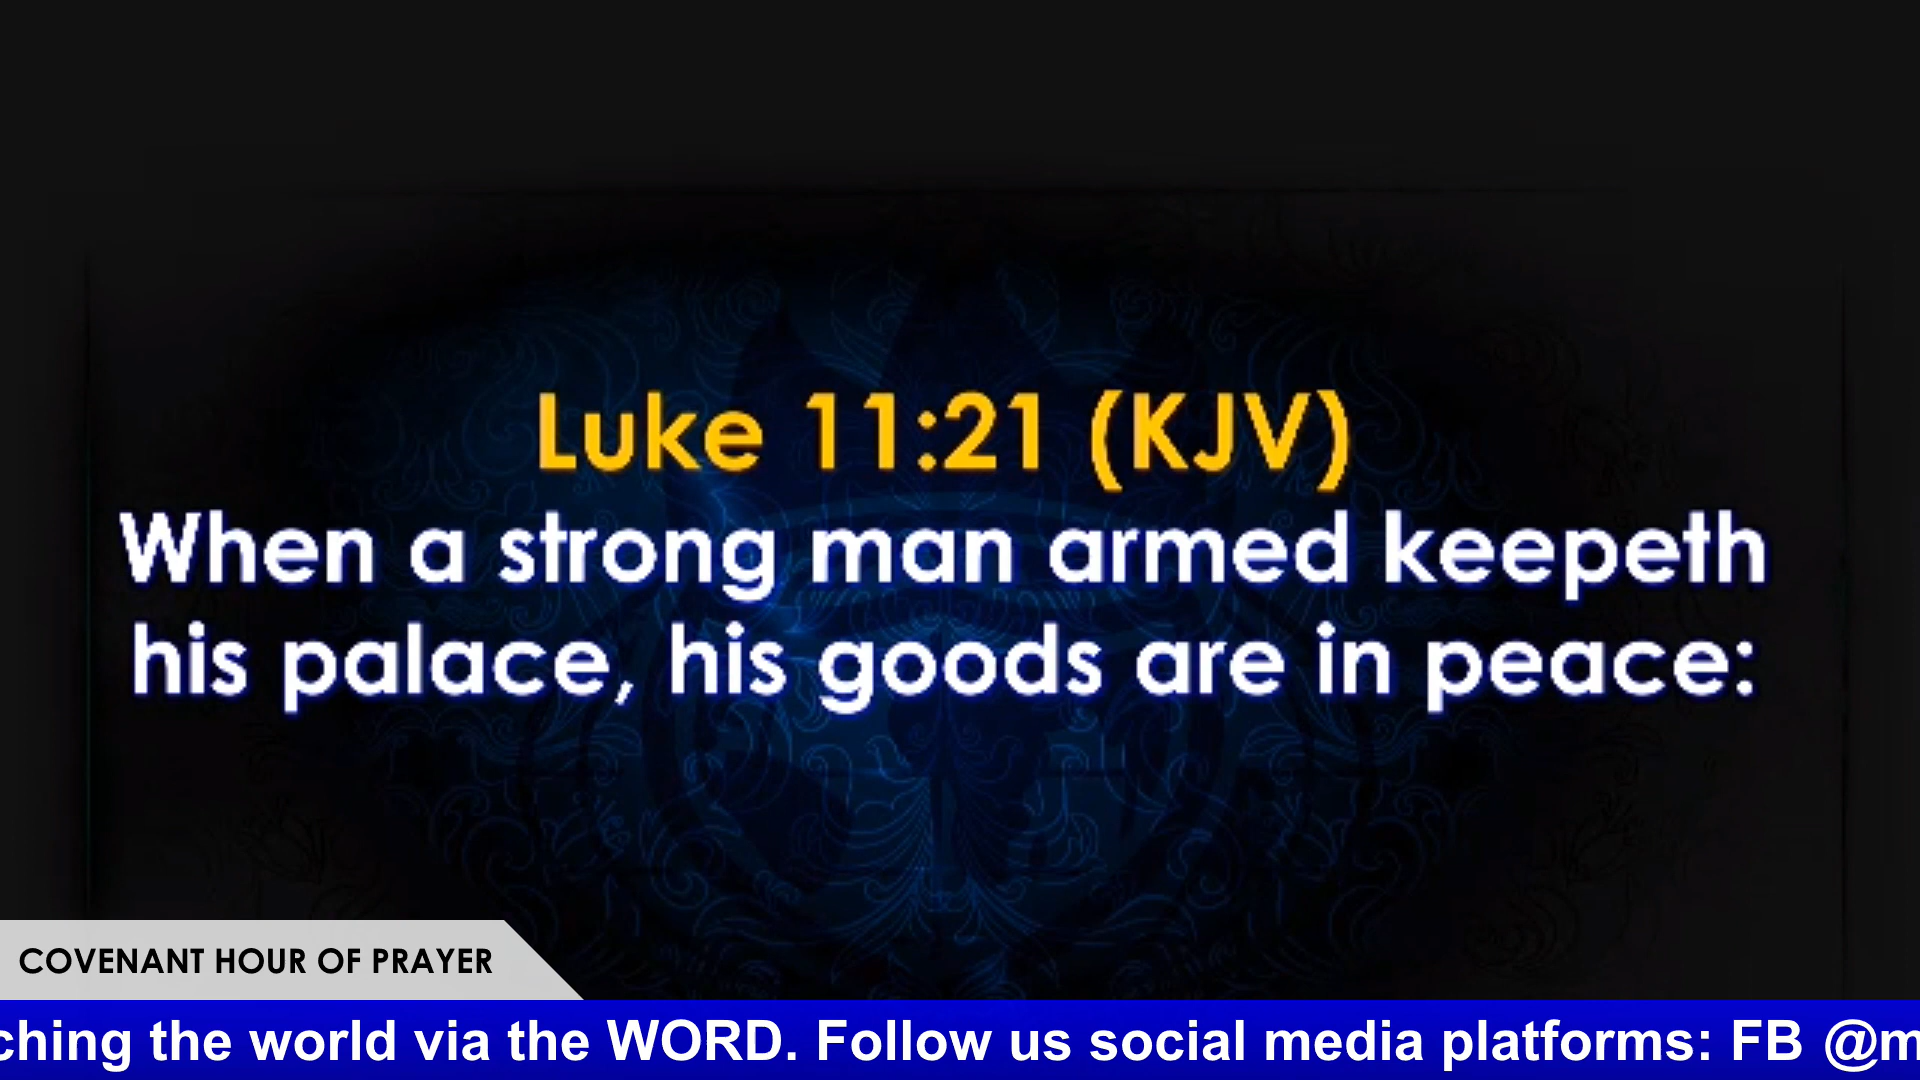 Luke 11:21 (KJV)
When a strong man armed keepeth
his palace, his goods are in peace:
COVENANT HOUR OF PRAYER
the world via the WORD. Follow us social media platforms: FB